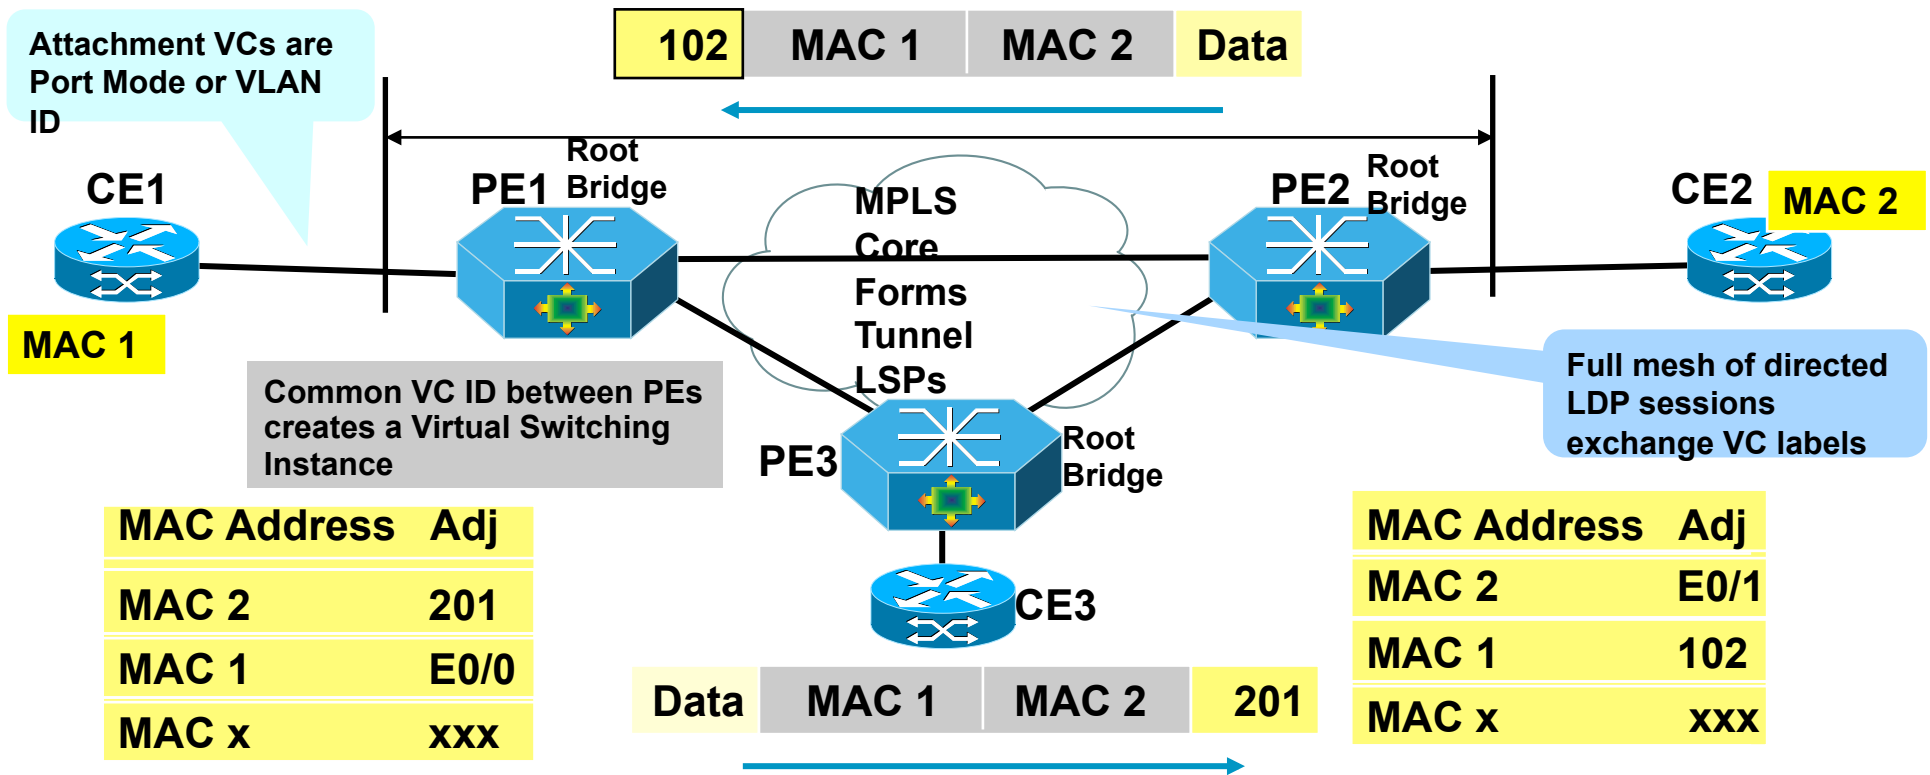 Attachment VCs are
Port Mode or VLAN
ID
102 MAC 1 MAC 2 Data
CE1
MAC 1
PE1
Root
Bridge
MPLS
Core
Forms
Tunnel
LSPs
PE2
Root
Bridge
CE2
MAC 2
Common VC ID between PEs
creates a Virtual Switching
Instance
PE3
Root
Bridge
Full mesh of directed
LDP sessions
exchange VC labels
MAC Address Adj
MAC 2 201
MAC 1 E0/0
MAC x xxx
CE3
Data MAC 1 MAC 2 201
MAC Address Adj
MAC 2 E0/1
MAC 1 102
MAC x xxx